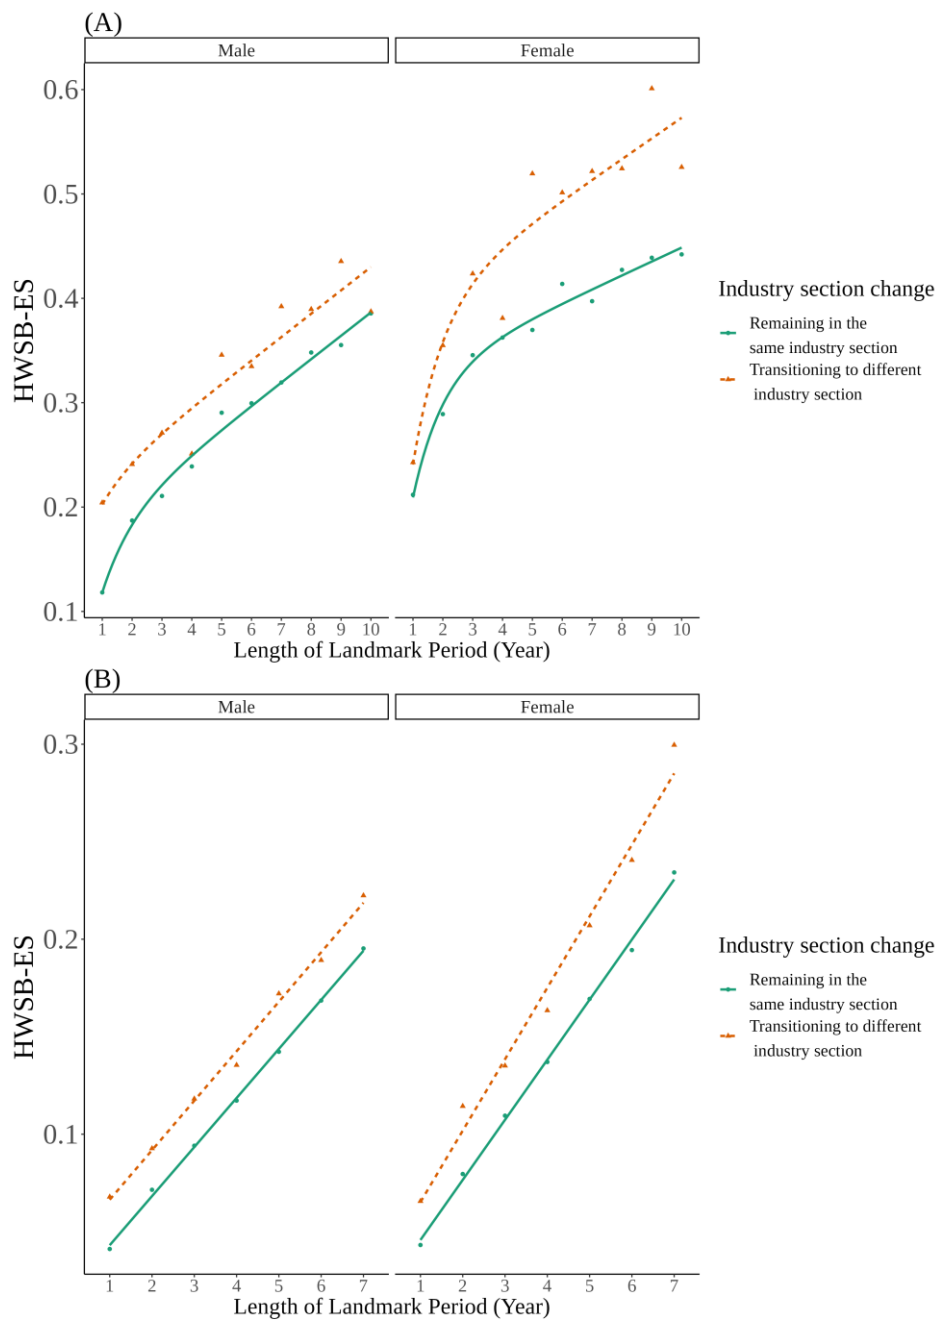 (A)
Male
Female
0.6
0.5
0.4
0.3
0.2
0.1
HWSB-ES
1 2 3 4 5 6 7 8 9 10
1 2 3 4 5 6 7 8 9 10
Length of Landmark Period (Year)
Industry section change
Remaining in the
same industry section
Transitioning to different
industry section
(B)
Male
Female
0.3
0.2
0.1
HWSB-ES
1 2 3 4 5 6 7
1 2 3 4 5 6 7
Length of Landmark Period (Year)
Industry section change
Remaining in the
same industry section
Transitioning to different
industry section